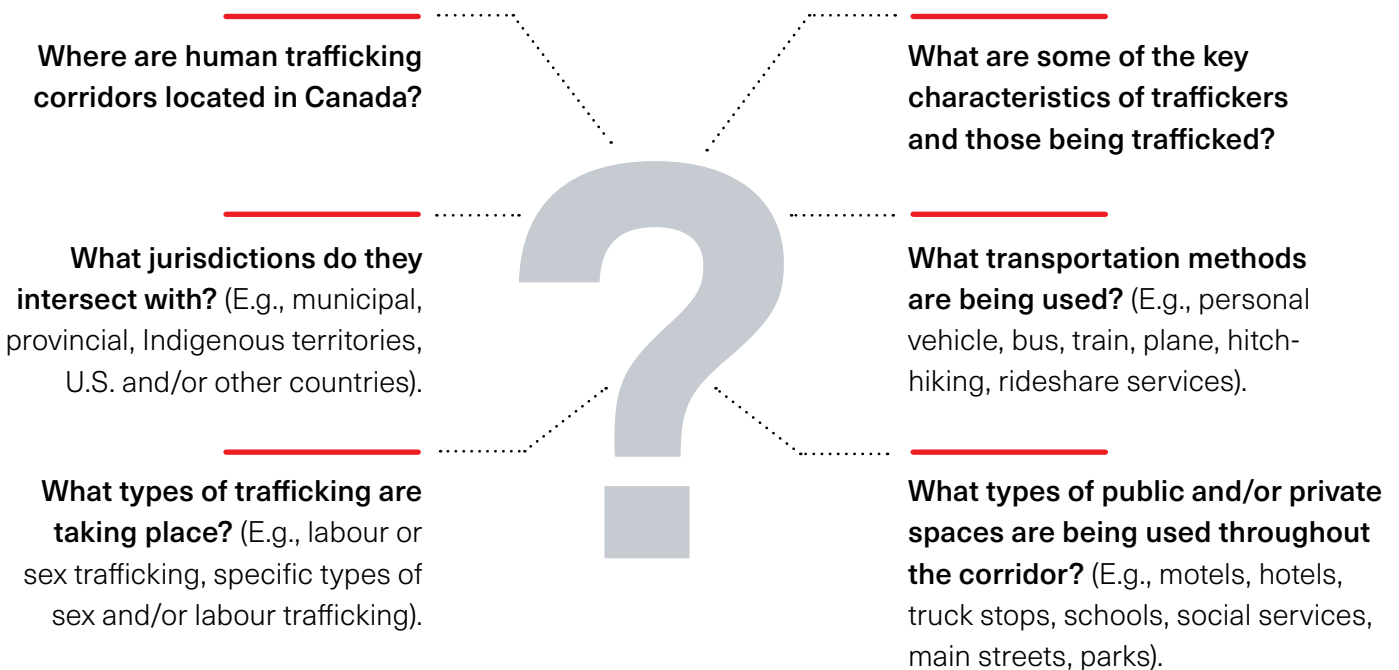 Where are human trafficking
corridors located in Canada?
What jurisdictions do they
intersect with? (E.g., municipal,
provincial, Indigenous territories,
U.S. and/or other countries).
What types of trafficking are
taking place? (E.g., labour or
sex trafficking, specific types of
sex and/or labour trafficking).
What are some of the key
characteristics of traffickers
and those being trafficked?
What transportation methods
are being used? (E.g., personal
vehicle, bus, train, plane, hitch-
hiking, rideshare services).
What types of public and/or private
spaces are being used throughout
the corridor? (E.g., motels, hotels,
truck stops, schools, social services,
main streets, parks).
?